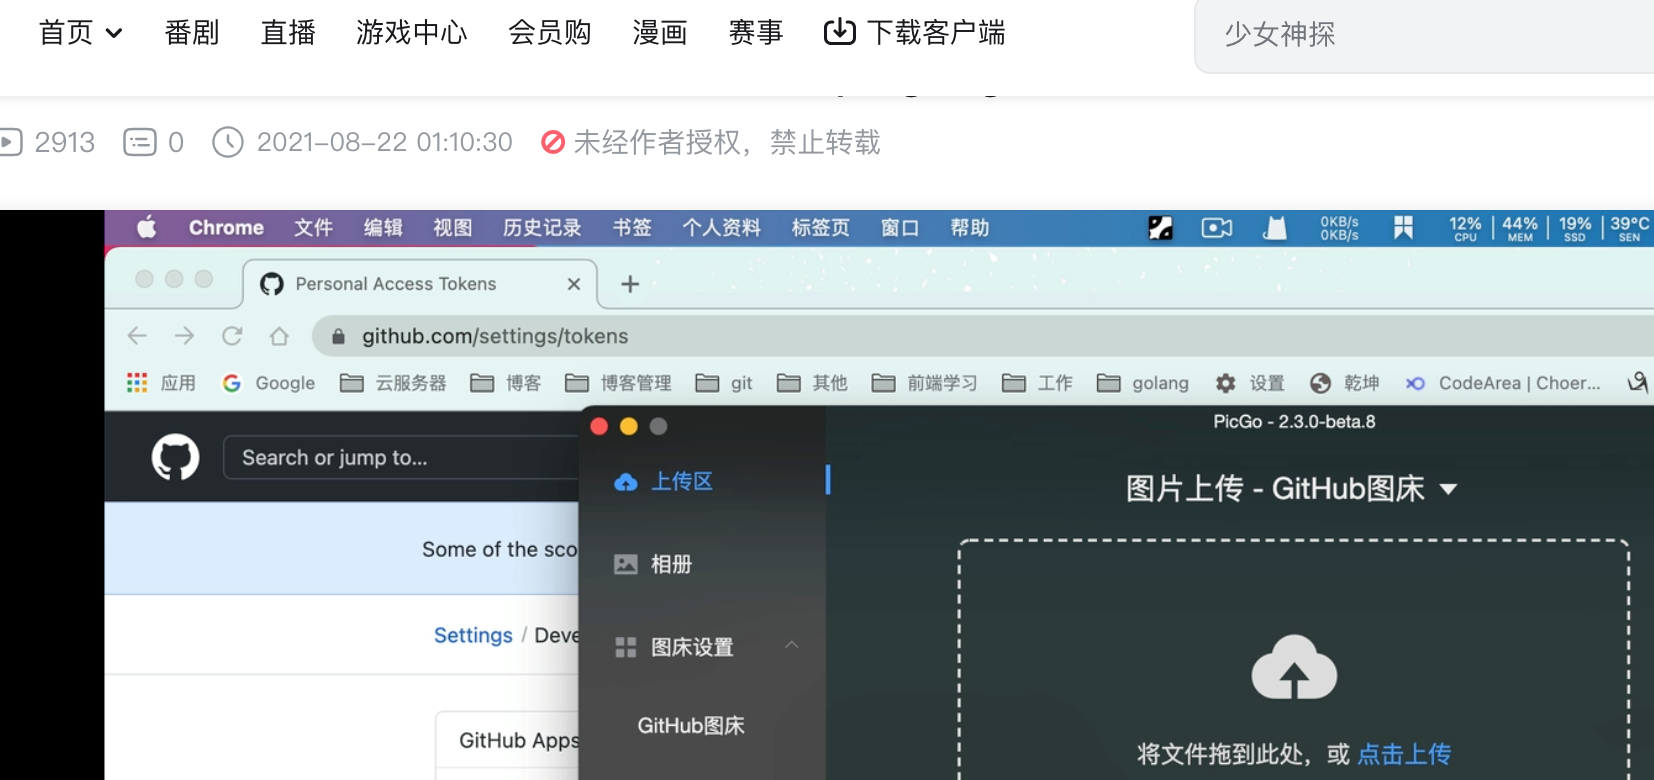 首页 番剧 直播 游戏中心 会员购 漫画 赛事 下载客户端 少女神探
2913 0 2021-08-22 01:10:30 未经作者授权，禁止转载
Chrome 文件 编辑 视图 历史记录 书签 个人资料 标签页 窗口 帮助 0KB/s 0KB/s 12% CPU 44% MEM 19% SSD 39°C SEN
Personal Access Tokens
github.com/settings/tokens
应用 Google 云服务器 博客 博客管理 git 其他 前端学习 工作 golang 设置 乾坤 CodeArea | Choer...
PicGo - 2.3.0-beta.8
Search or jump to...
上传区
图片上传 - GitHub图床
Some of the sco
相册
Settings / Deve
图床设置
GitHub图床
GitHub Apps
将文件拖到此处，或 点击上传